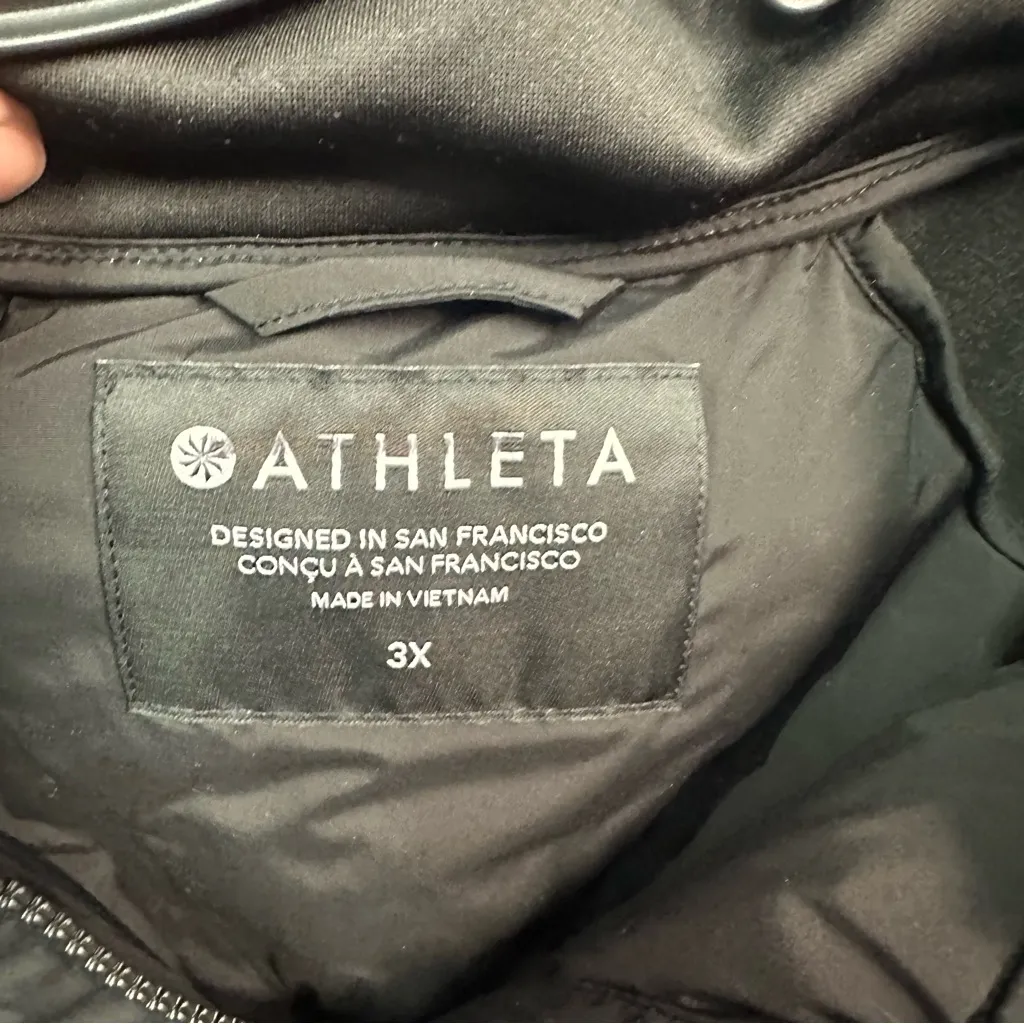 ATHLETA
DESIGNED IN SAN FRANCISCO
CONÇU À SAN FRANCISCO
MADE IN VIETNAM
3X